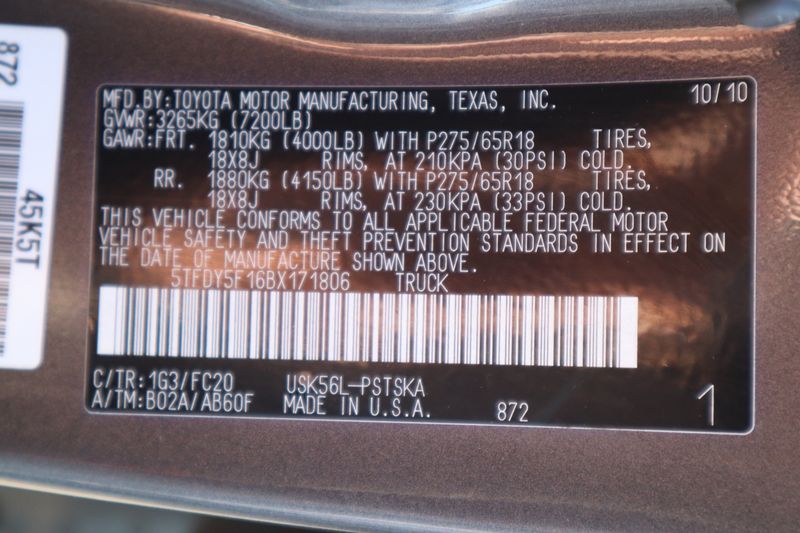 MFD.BY:TOYOTA MOTOR MANUFACTURING, TEXAS, INC. 10/10
GVWR:3265KG (7200LB)
GAWR:FRT. 1810KG (4000LB) WITH P275/65R18 TIRES,
18X8J RIMS, AT 210KPA (30PSI) COLD.
RR. 1880KG (4150LB) WITH P275/65R18 TIRES,
18X8J RIMS, AT 230KPA (33PSI) COLD.
THIS VEHICLE CONFORMS TO ALL APPLICABLE FEDERAL MOTOR
VEHICLE SAFETY AND THEFT PREVENTION STANDARDS IN EFFECT ON
THE DATE OF MANUFACTURE SHOWN ABOVE.
5TFDY5F16BX171806 TRUCK
C/TR:1G3/FC20 USK56L-PSTSKA
A/TM:B02A/AB60F MADE IN U.S.A. 872 1
872
45K5T